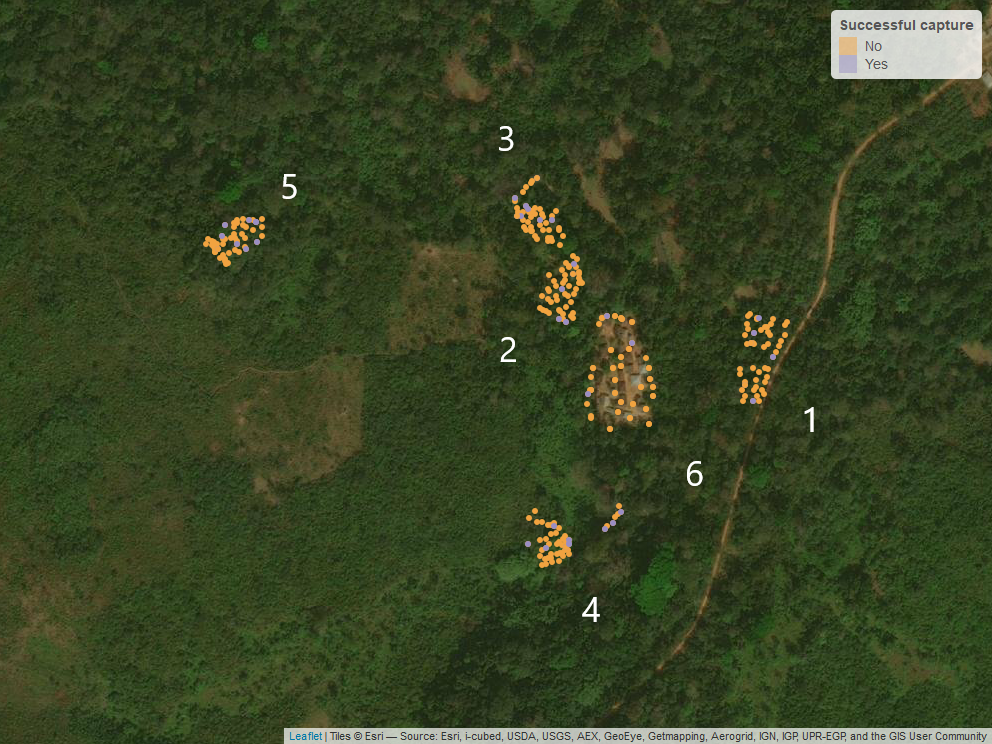 Successful capture
No
Yes
3
5
2
1
6
4
Leaflet | Tiles © Esri — Source: Esri, i-cubed, USDA, USGS, AEX, GeoEye, Getmapping, Aerogrid, IGN, IGP, UPR-EGP, and the GIS User Community